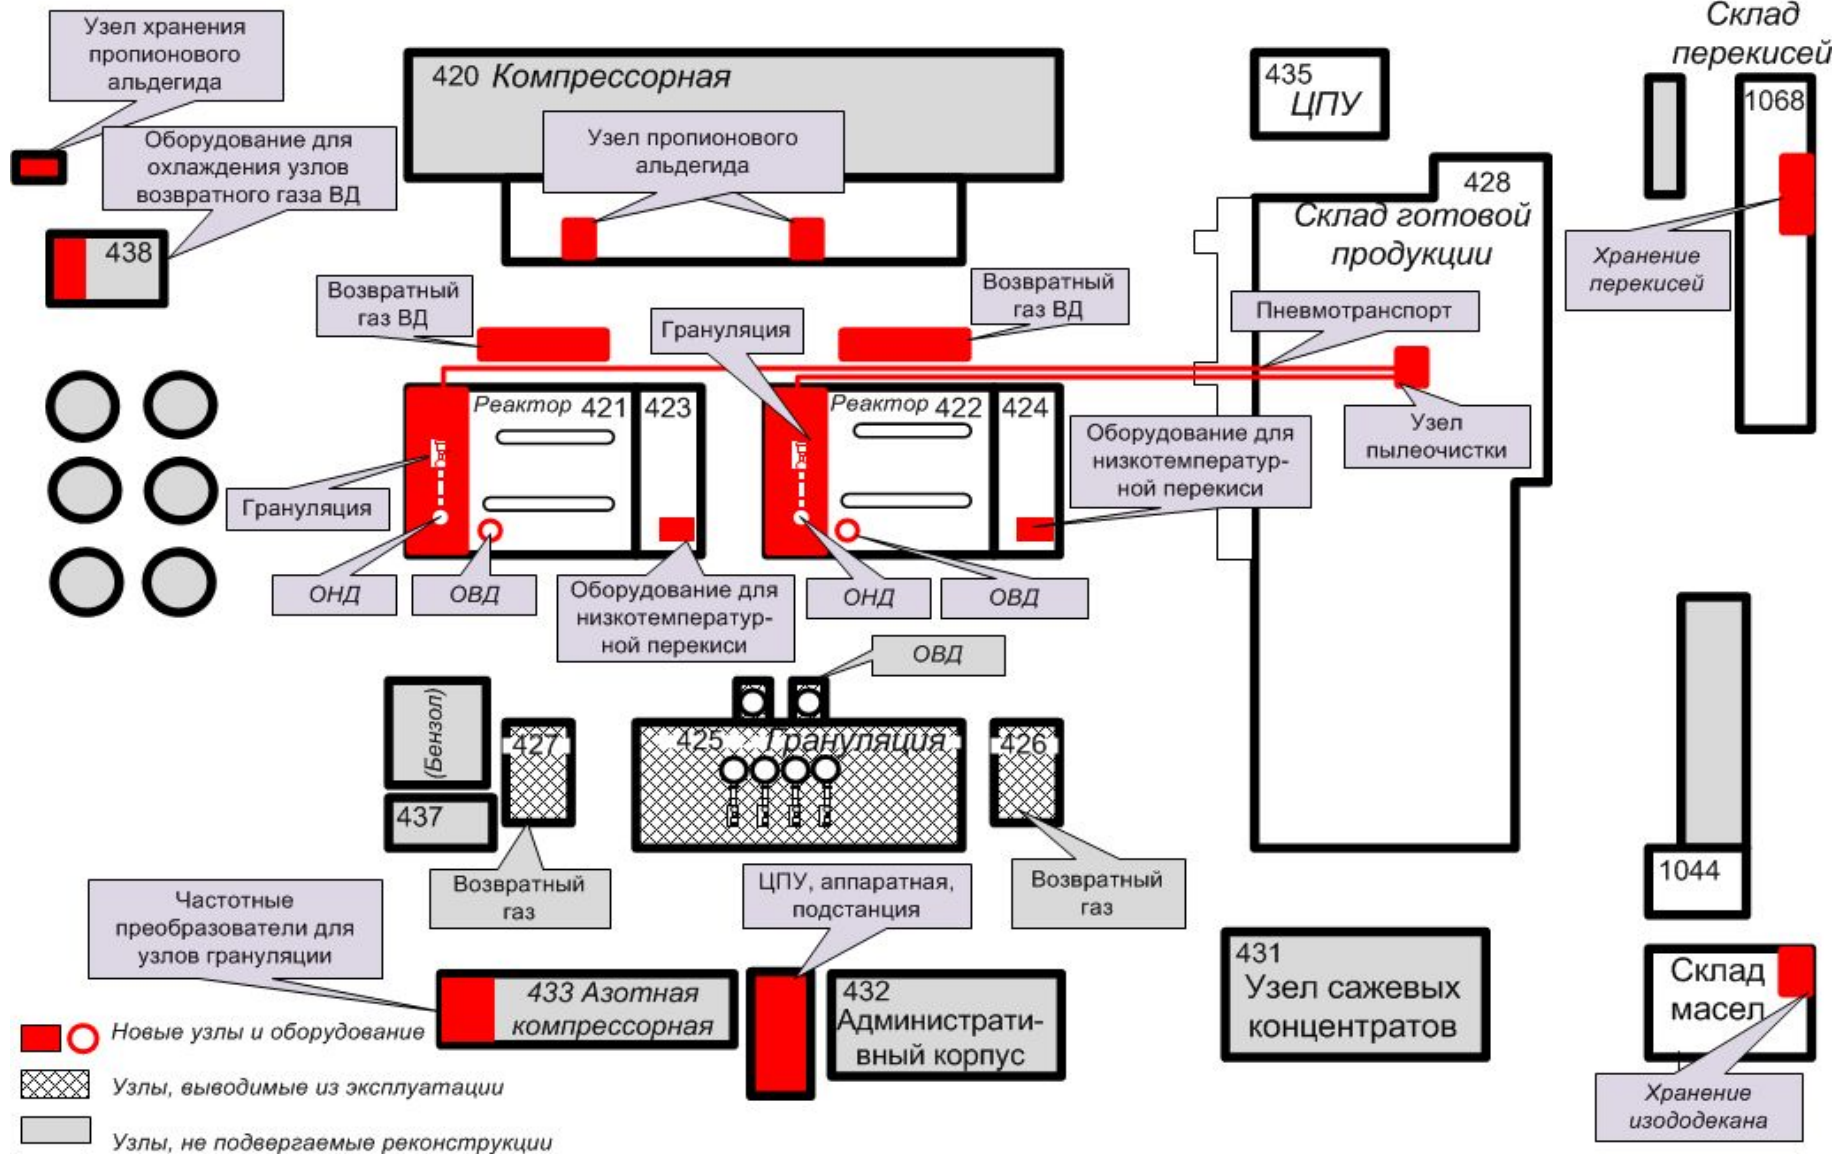 Узел хранения
пропионового
альдегида
Оборудование для
охлаждения узлов
возвратного газа ВД
438
420 Компрессорная
Узел пропионового
альдегида
435
ЦПУ
Склад
перекисей
1068
Хранение
перекисей
428
Склад готовой
продукции
Возвратный
газ ВД
Грануляция
Возвратный
газ ВД
Пневмотранспорт
Узел
пылеочистки
Реактор 421
423
Реактор 422
424
Оборудование для
низкотемператур-
ной перекиси
Грануляция
ОНД
ОВД
Оборудование для
низкотемператур-
ной перекиси
ОНД
ОВД
ОВД
(Бензол)
437
427
425 Грануляция
426
Возвратный
газ
ЦПУ, аппаратная,
подстанция
Возвратный
газ
1044
Частотные
преобразователи для
узлов грануляции
433 Азотная
компрессорная
432
Администрати-
вный корпус
431
Узел сажевых
концентратов
Склад
масел
Хранение
изододекана
Новые узлы и оборудование
Узлы, выводимые из эксплуатации
Узлы, не подвергаемые реконструкции